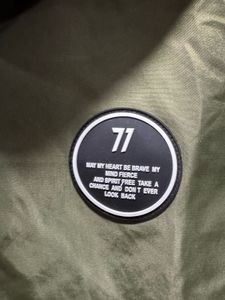 77
MAY MY HEART BE BRAVE MY
MIND FIERCE
AND SPIRIT FREE TAKE A
CHANCE AND DON'T EVER
LOOK BACK